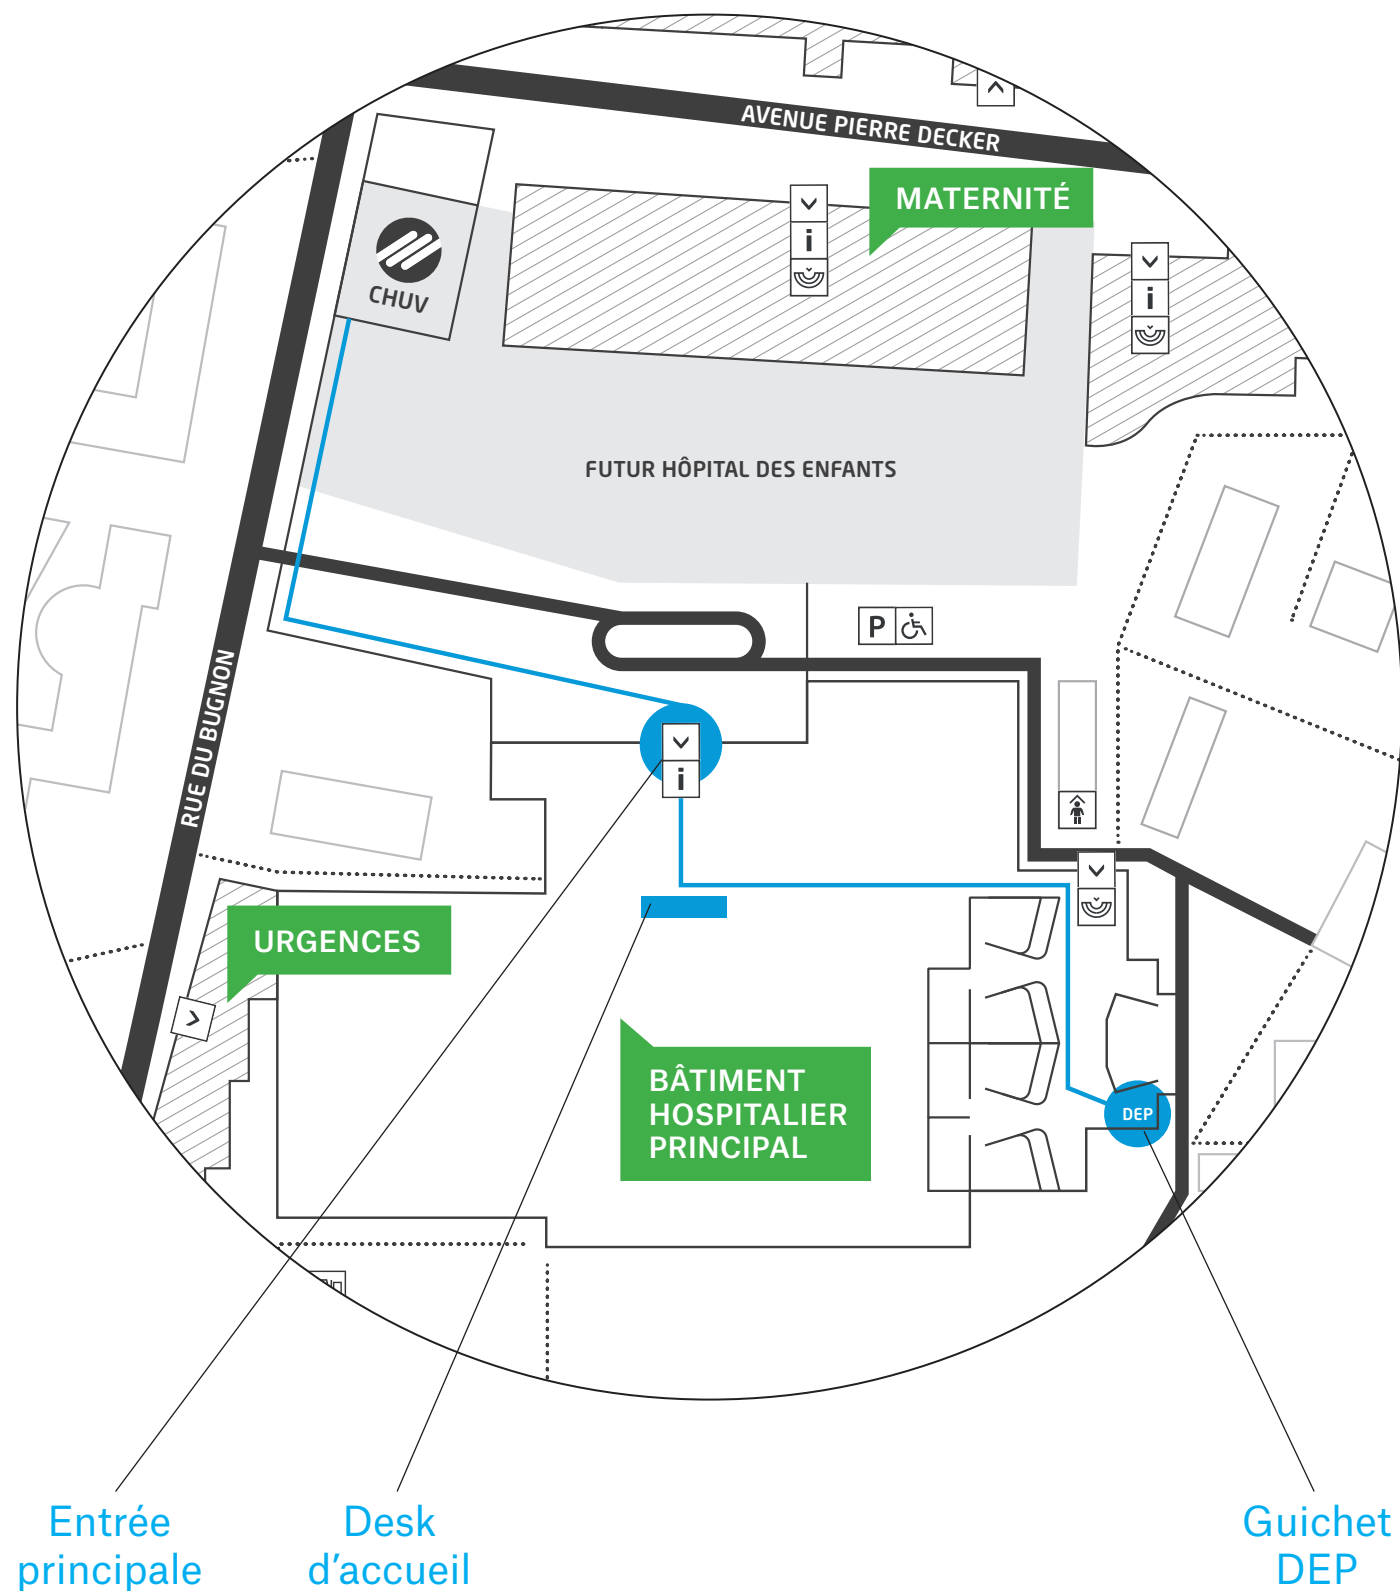 AVENUE PIERRE DECKER
MATERNITÉ
i
i
CHUV
FUTUR HÔPITAL DES ENFANTS
P
RUE DU BUGNON
i
URGENCES
BÂTIMENT
HOSPITALIER
PRINCIPAL
DEP
Entrée
principale
Desk
d’accueil
Guichet
DEP